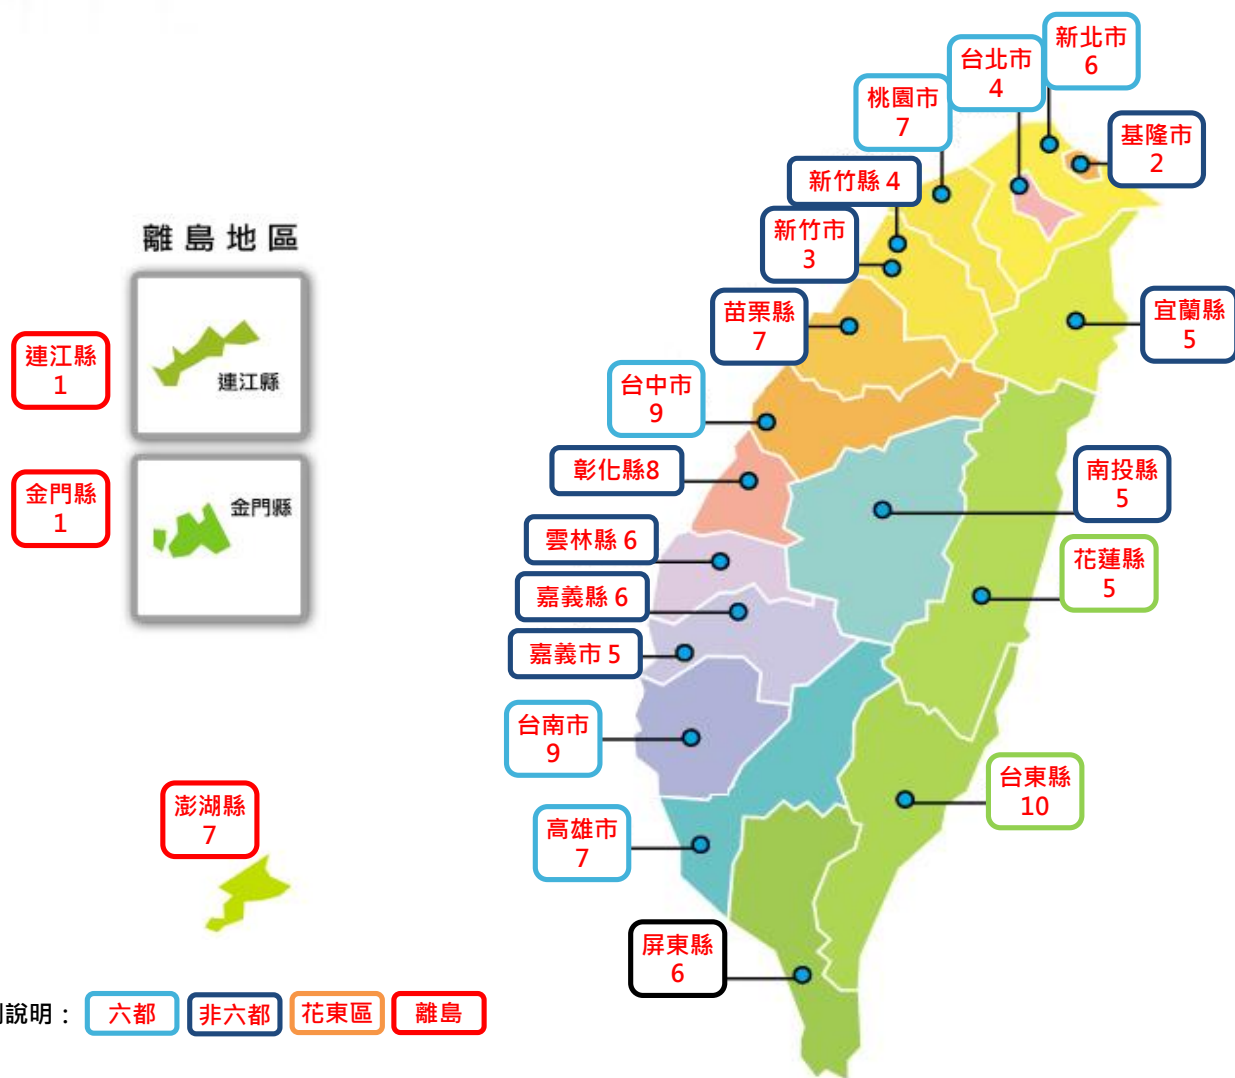 新北市
6
台北市
4
桃園市
7
基隆市
2
新竹縣 4
新竹市
3
離島地區
苗栗縣
7
宜蘭縣
5
連江縣
1
連江縣
台中市
9
彰化縣8
南投縣
5
金門縣
1
金門縣
雲林縣 6
花蓮縣
5
嘉義縣 6
嘉義市 5
台南市
9
台東縣
10
澎湖縣
7
高雄市
7
屏東縣
6
說明：
六都
非六都
花東區
離島